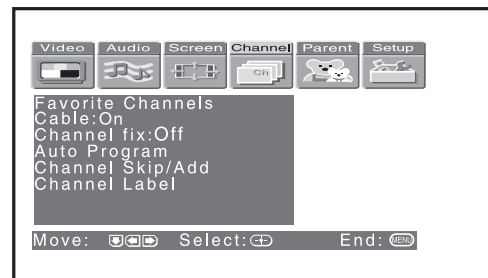 Video Audio Screen Channel Parent Setup
Ch
Favorite Channels
Cable:On
Channel fix:Off
Auto Program
Channel Skip/Add
Channel Label
Move: Select: End: MENU